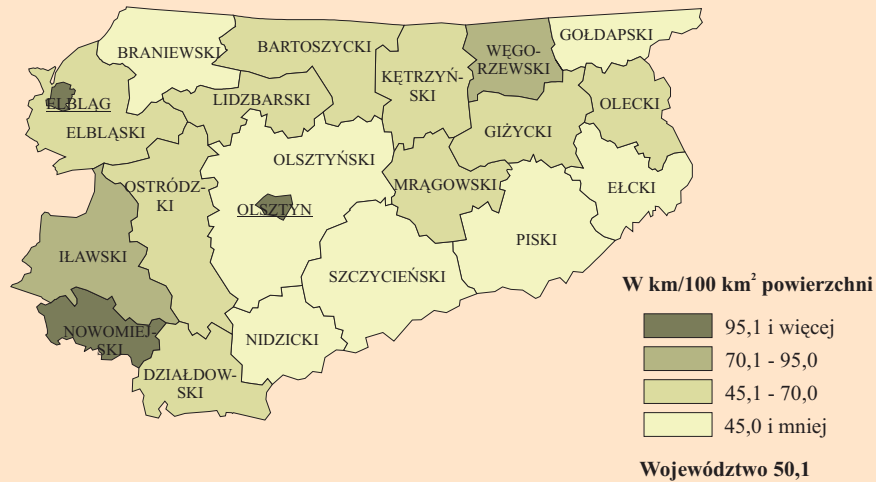 GOŁDAPSKI
BRANIEWSKI
BARTOSZYCKI
WĘGO-
RZEWSKI
KĘTRZYŃ-
SKI
ELBLĄG
LIDZBARSKI
OLECKI
ELBLĄSKI
GIŻYCKI
OLSZTYŃSKI
OSTRÓDZ-
KI
MRĄGOWSKI
EŁCKI
OLSZTYN
PISKI
IŁAWSKI
SZCZYCIEŃSKI
NOWOMIEJ-
SKI
NIDZICKI
DZIAŁDOW-
SKI
W km/100 km² powierzchni
95,1 i więcej
70,1 - 95,0
45,1 - 70,0
45,0 i mniej
Województwo 50,1